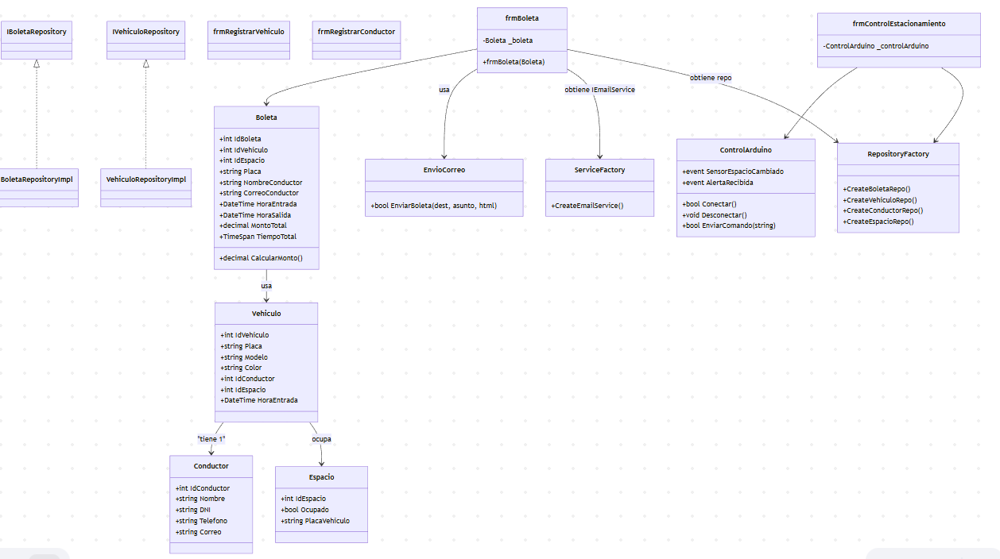 IBoletaRepository
IVehiculoRepository
frmRegistrarVehiculo
frmRegistrarConductor
frmBoleta
-Boleta _boleta
+frmBoleta(Boleta)
frmControlEstacionamiento
-ControlArduino _controlArduino
usa
obtiene IEmailService
obtiene repo
BoletaRepositoryImpl
VehiculoRepositoryImpl
Boleta
+int IdBoleta
+int IdVehiculo
+int IdEspacio
+string Placa
+string NombreConductor
+string CorreoConductor
+DateTime HoraEntrada
+DateTime HoraSalida
+decimal MontoTotal
+TimeSpan TiempoTotal
+decimal CalcularMonto()
EnvioCorreo
+bool EnviarBoleta(dest, asunto, html)
ServiceFactory
+CreateEmailService()
ControlArduino
+event SensorEspacioCambiado
+event AlertaRecibida
+bool Conectar()
+void Desconectar()
+bool EnviarComando(string)
RepositoryFactory
+CreateBoletaRepo()
+CreateVehiculoRepo()
+CreateConductorRepo()
+CreateEspacioRepo()
usa
Vehiculo
+int IdVehiculo
+string Placa
+string Modelo
+string Color
+int IdConductor
+int IdEspacio
+DateTime HoraEntrada
"tiene 1"
ocupa
Conductor
+int IdConductor
+string Nombre
+string DNI
+string Telefono
+string Correo
Espacio
+int IdEspacio
+bool Ocupado
+string PlacaVehiculo